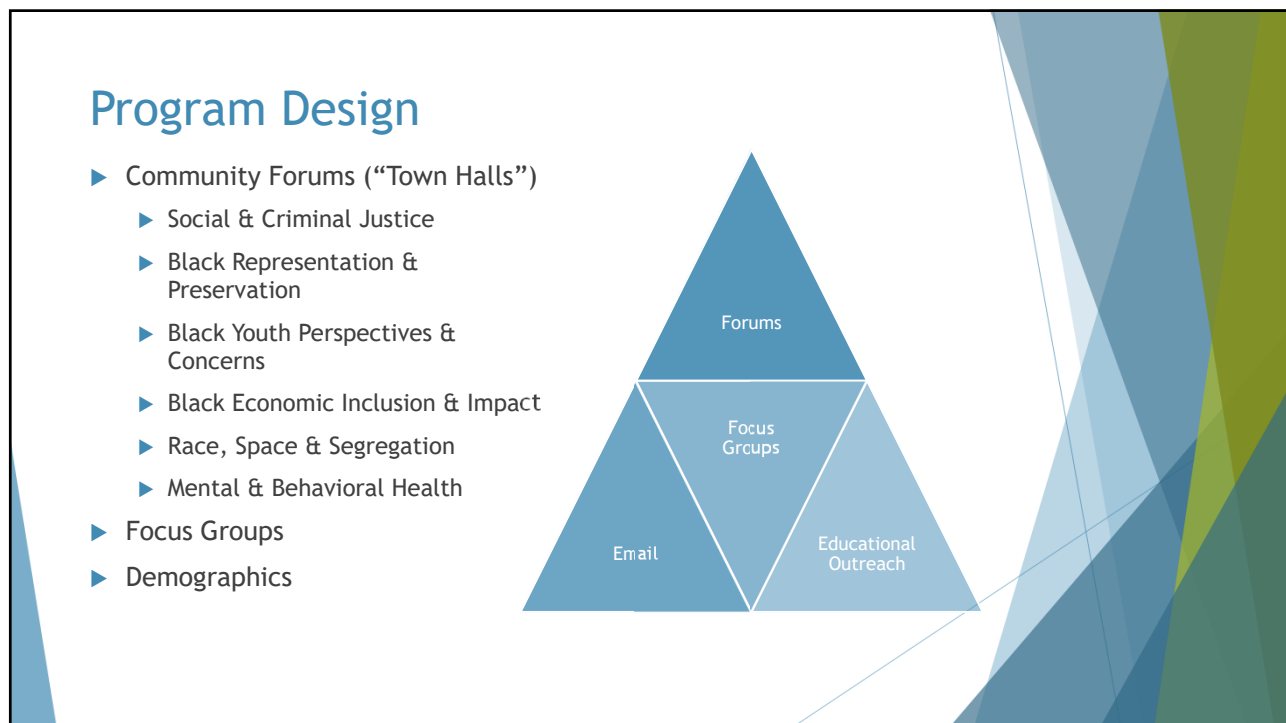 Program Design
Community Forums (“Town Halls”)
Social & Criminal Justice
Black Representation &
Preservation
Black Youth Perspectives &
Concerns
Black Economic Inclusion & Impact
Race, Space & Segregation
Mental & Behavioral Health
Focus Groups
Demographics
Forums
Focus
Groups
Email
Educational
Outreach